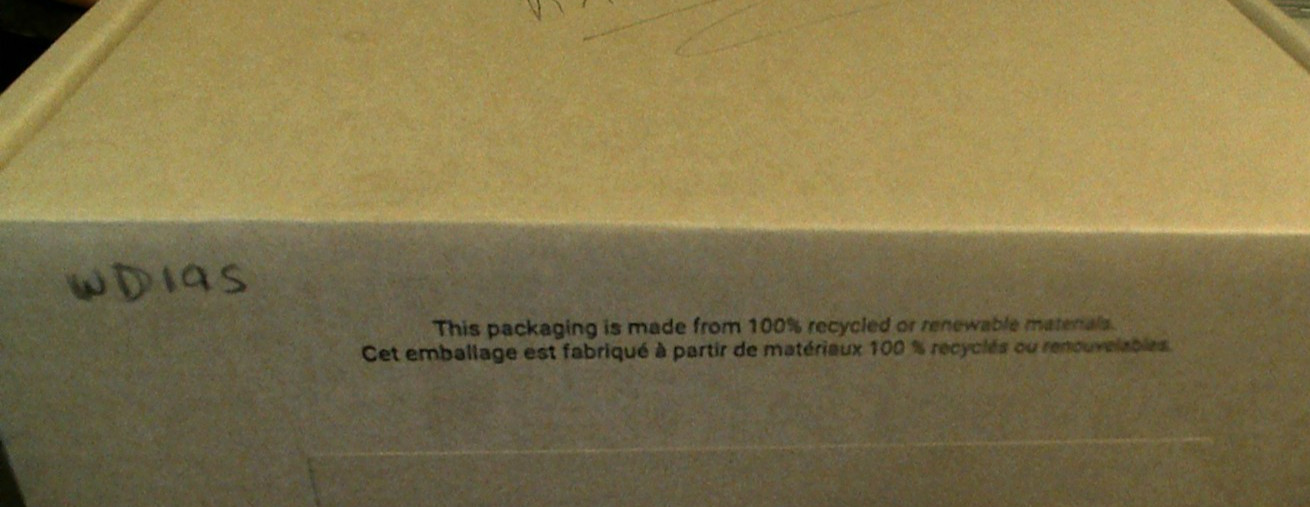 WD19S
This packaging is made from 100% recycled or renewable materials.
Cet emballage est fabriqué à partir de matériaux 100 % recyclés ou renouvelables.